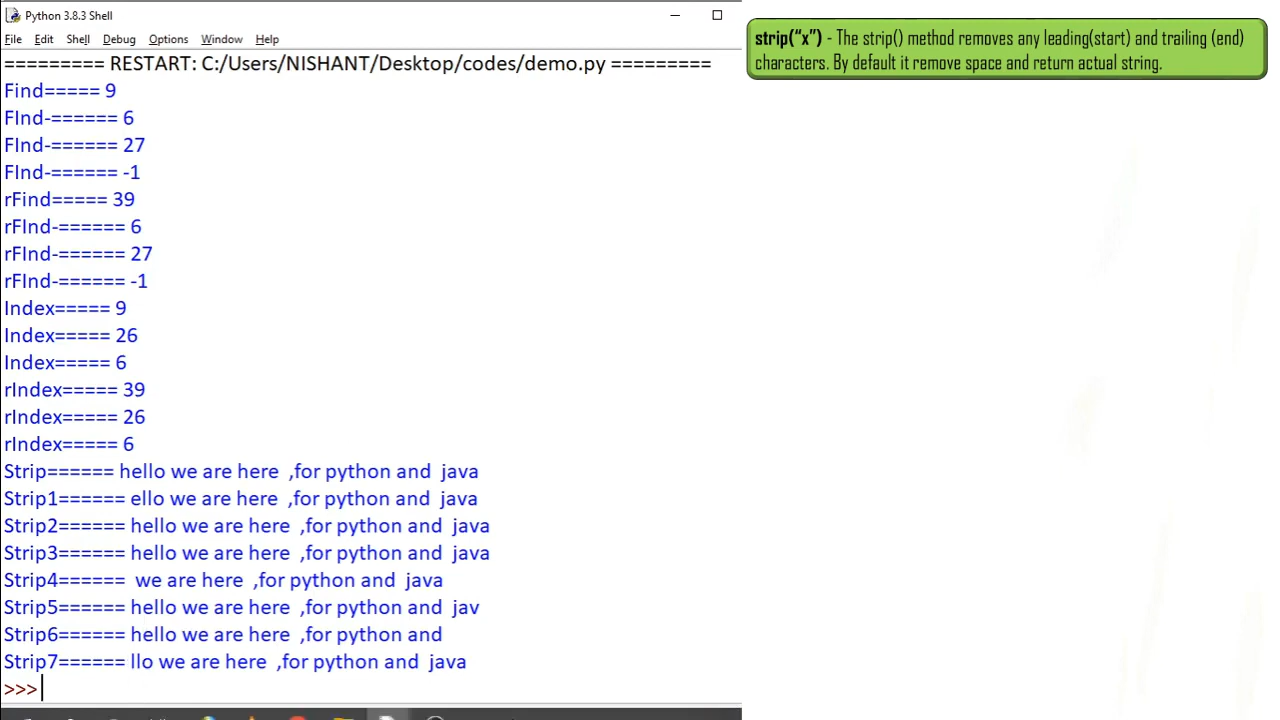 Python 3.8.3 Shell
File Edit Shell Debug Options Window Help
========= RESTART: C:/Users/NISHANT/Desktop/codes/demo.py =========
Find===== 9
FInd-====== 6
FInd-====== 27
FInd-====== -1
rFind===== 39
rFInd-====== 6
rFInd-====== 27
rFInd-====== -1
Index===== 9
Index===== 26
Index===== 6
rIndex===== 39
rIndex===== 26
rIndex===== 6
Strip====== hello we are here  ,for python and  java
Strip1====== ello we are here  ,for python and  java
Strip2====== hello we are here  ,for python and  java
Strip3====== hello we are here  ,for python and  java
Strip4======  we are here  ,for python and  java
Strip5====== hello we are here  ,for python and  jav
Strip6====== hello we are here  ,for python and
Strip7====== llo we are here  ,for python and  java
>>>
strip(“x”) - The strip() method removes any leading(start) and trailing (end)
characters. By default it remove space and return actual string.